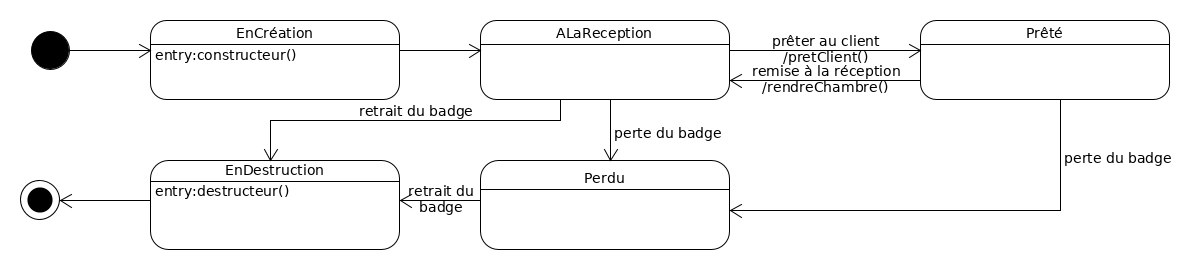 EnCréation
entry:constructeur()
ALaReception
prêter au client
/pretClient()
remise à la réception
/rendreChambre()
Prêté
retrait du badge
perte du badge
perte du badge
EnDestruction
entry:destructeur()
retrait du
badge
Perdu